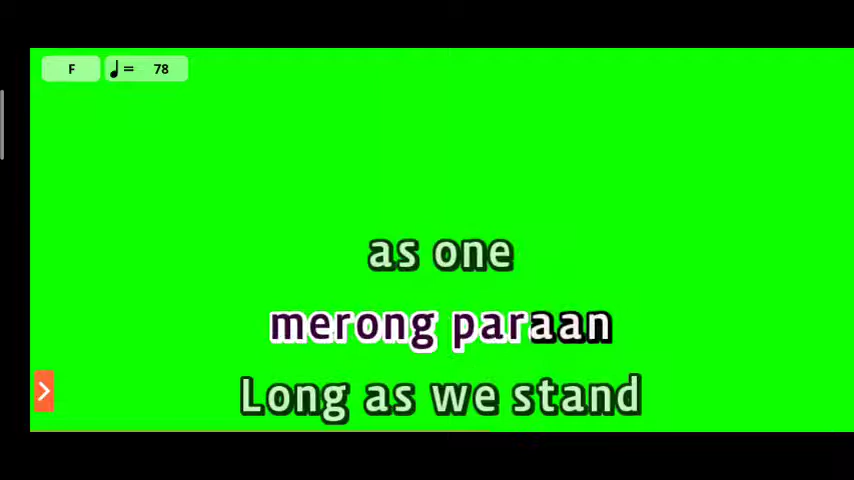 F ♩= 78
as one
merong paraan
Long as we stand